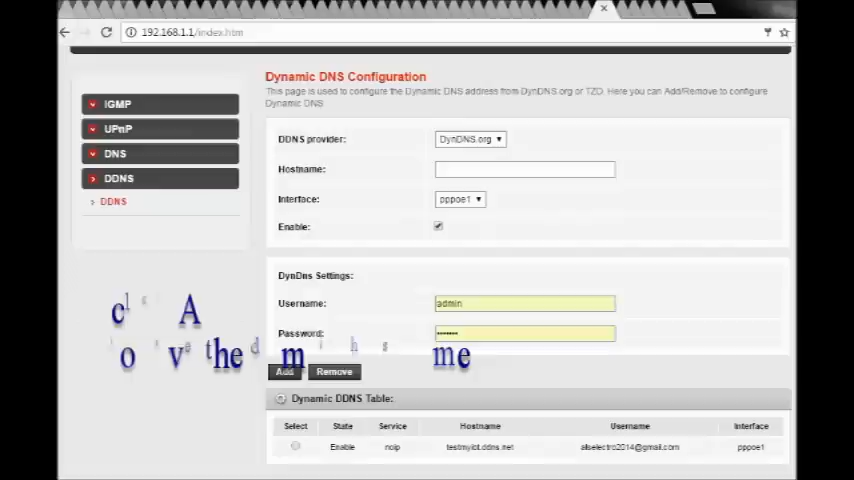 192.168.1.1/index.htm
Dynamic DNS Configuration
This page is used to configure the Dynamic DNS address from DynDNS.org or TZO. Here you can Add/Remove to configure
Dynamic DNS
IGMP
UPnP
DNS
DDNS
DDNS
DDNS provider:
DynDNS.org
Hostname:
Interface:
pppoe1
Enable:
DynDns Settings:
Username:
admin
Password:
•••••••
the
me
Add
Remove
Dynamic DDNS Table:
Select State Service Hostname Username Interface
Enable noip testmyiot.ddns.net allselectro2014@gmail.com pppoe1